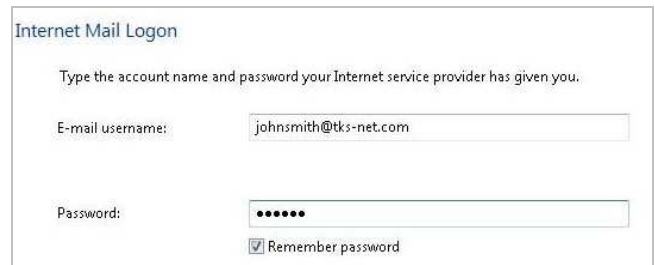 Internet Mail Logon
Type the account name and password your Internet service provider has given you.
E-mail username: johnsmith@tks-net.com
Password: ••••••
Remember password